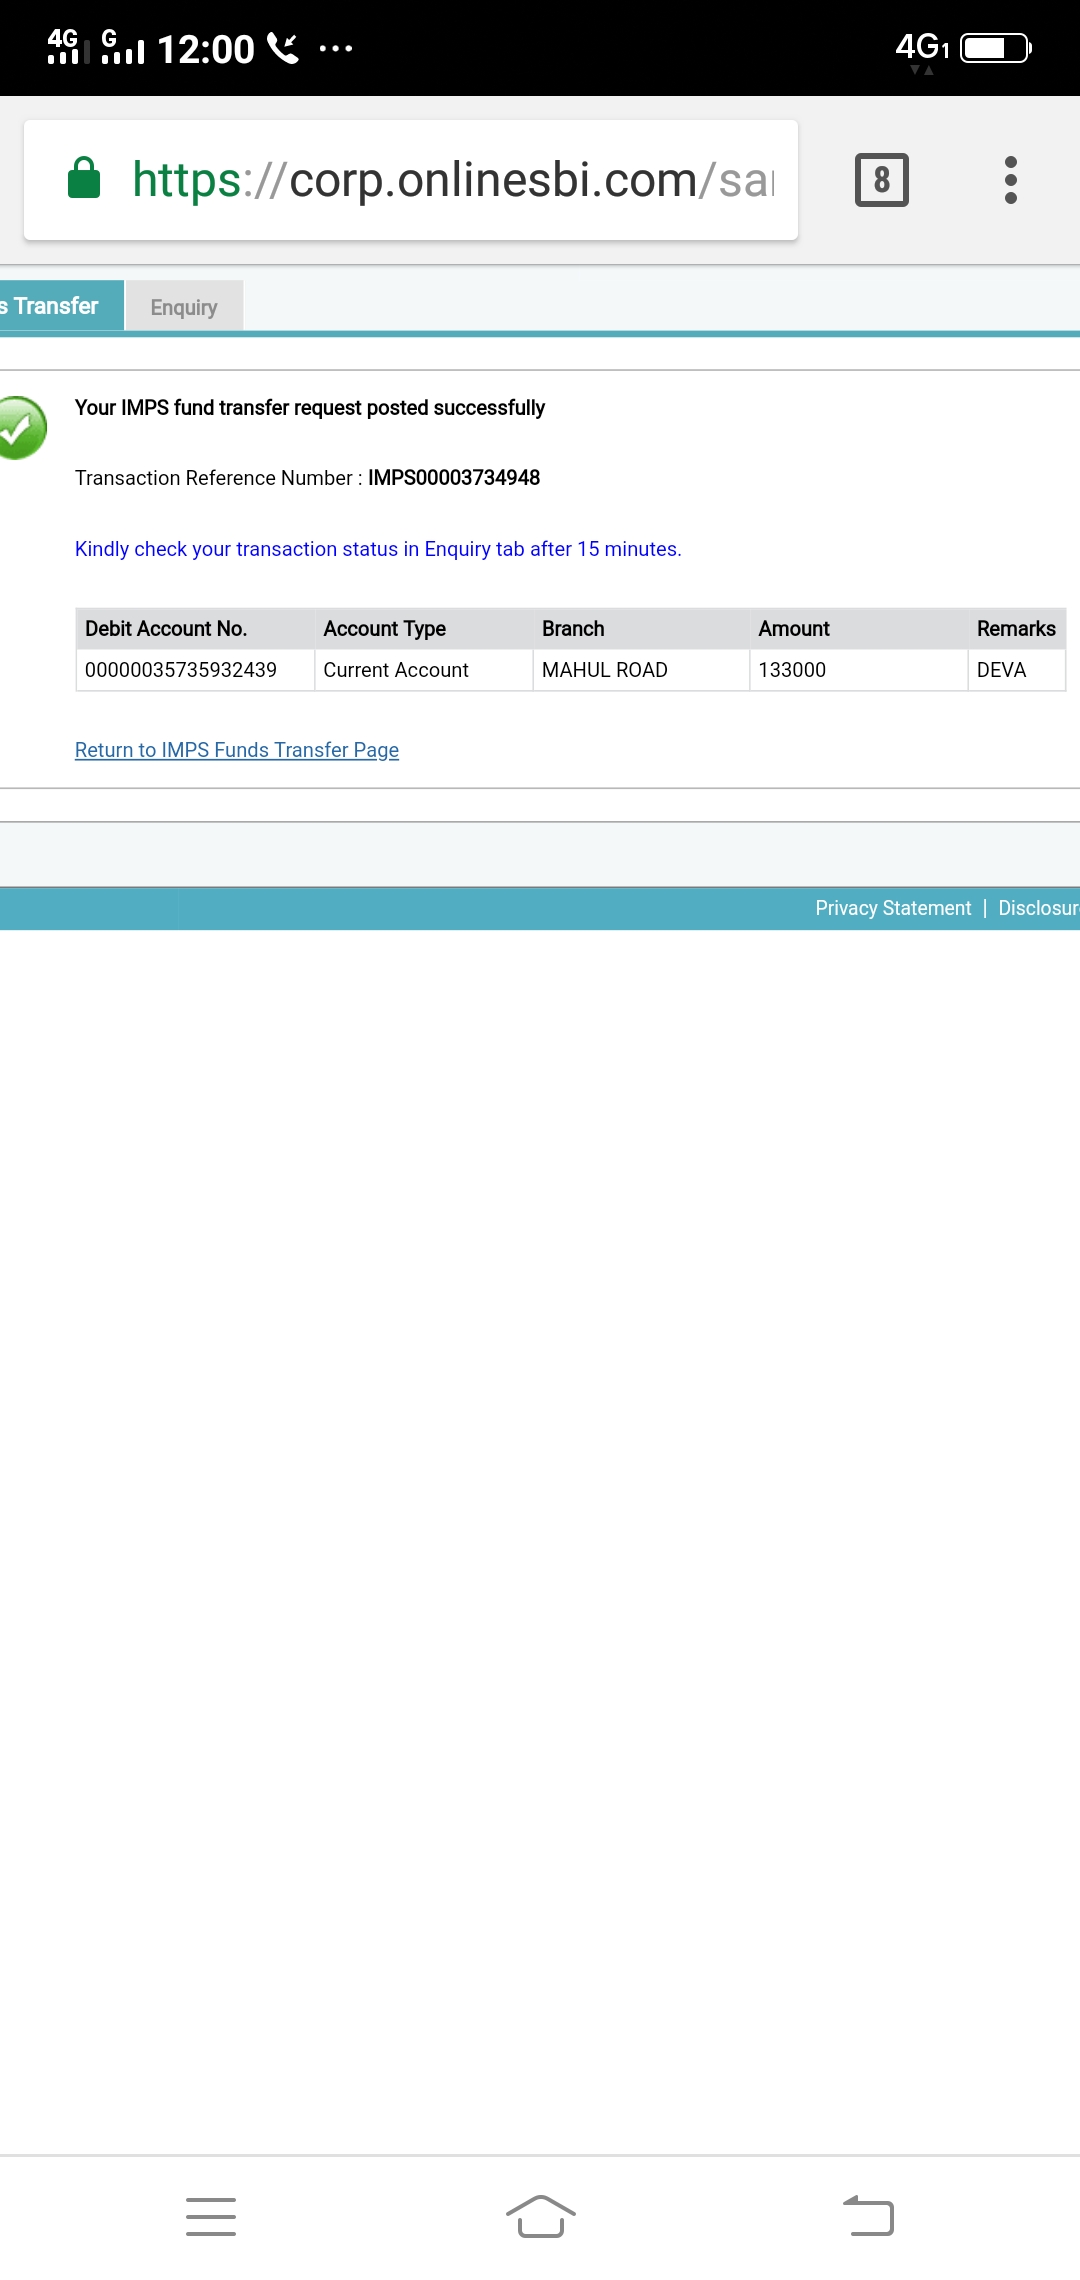 4G G 12:00 ... 4G1
https://corp.onlinesbi.com/sa
8
s Transfer Enquiry
Your IMPS fund transfer request posted successfully
Transaction Reference Number : IMPS00003734948
Kindly check your transaction status in Enquiry tab after 15 minutes.
Debit Account No. Account Type Branch Amount Remarks
00000035735932439 Current Account MAHUL ROAD 133000 DEVA
Return to IMPS Funds Transfer Page
Privacy Statement | Disclosur